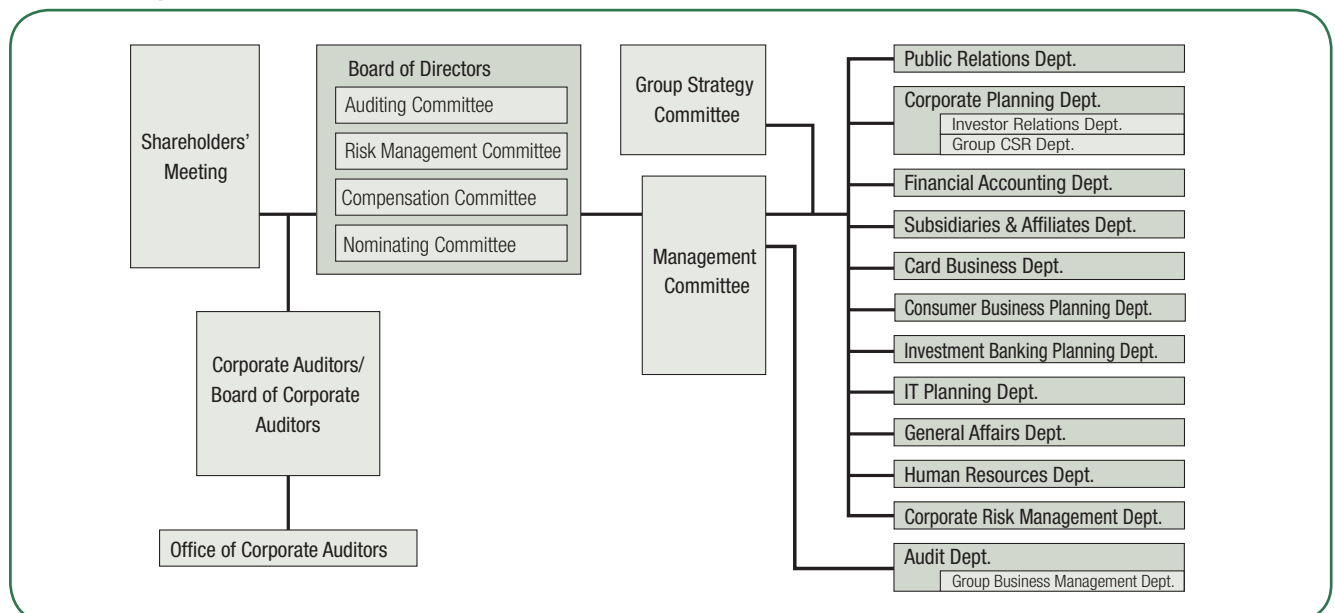 Shareholders'
Meeting
Board of Directors
Auditing Committee
Risk Management Committee
Compensation Committee
Nominating Committee
Corporate Auditors/
Board of Corporate
Auditors
Office of Corporate Auditors
Group Strategy
Committee
Management
Committee
Public Relations Dept.
Corporate Planning Dept.
Investor Relations Dept.
Group CSR Dept.
Financial Accounting Dept.
Subsidiaries & Affiliates Dept.
Card Business Dept.
Consumer Business Planning Dept.
Investment Banking Planning Dept.
IT Planning Dept.
General Affairs Dept.
Human Resources Dept.
Corporate Risk Management Dept.
Audit Dept.
Group Business Management Dept.